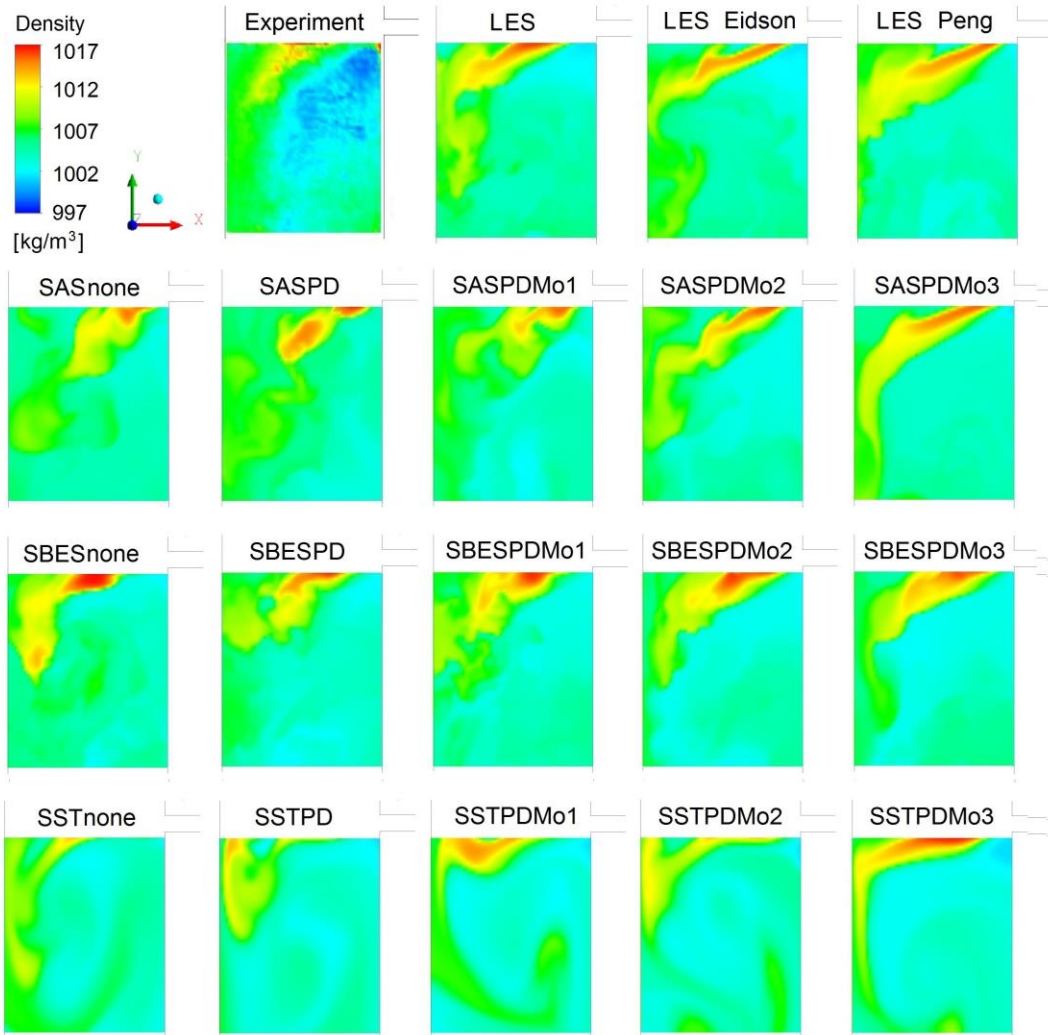 Density
1017
1012
1007
1002
997
[kg/m³]
Y
X
Z
Experiment
LES
LES Eidson
LES Peng
SASnone
SASPD
SASPDMo1
SASPDMo2
SASPDMo3
SBESnone
SBESPD
SBESPDMo1
SBESPDMo2
SBESPDMo3
SSTnone
SSTPD
SSTPDMo1
SSTPDMo2
SSTPDMo3